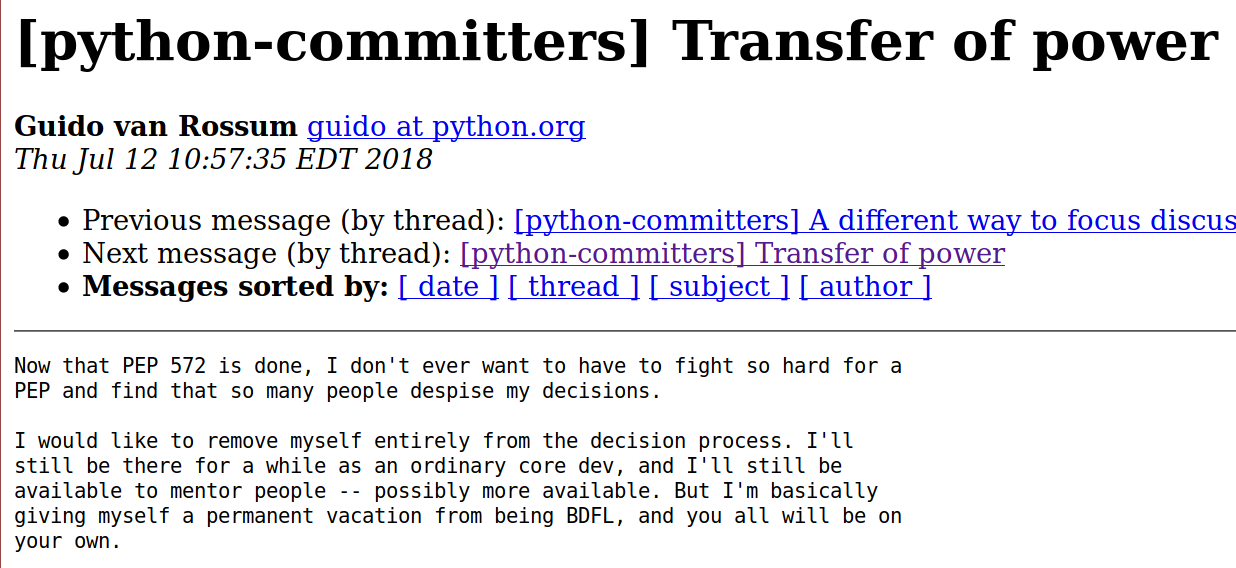 [python-committers] Transfer of power
Guido van Rossum guido at python.org
Thu Jul 12 10:57:35 EDT 2018
• Previous message (by thread): [python-committers] A different way to focus discus
• Next message (by thread): [python-committers] Transfer of power
• Messages sorted by: [ date ] [ thread ] [ subject ] [ author ]
Now that PEP 572 is done, I don't ever want to have to fight so hard for a
PEP and find that so many people despise my decisions.
I would like to remove myself entirely from the decision process. I'll
still be there for a while as an ordinary core dev, and I'll still be
available to mentor people -- possibly more available. But I'm basically
giving myself a permanent vacation from being BDFL, and you all will be on
your own.